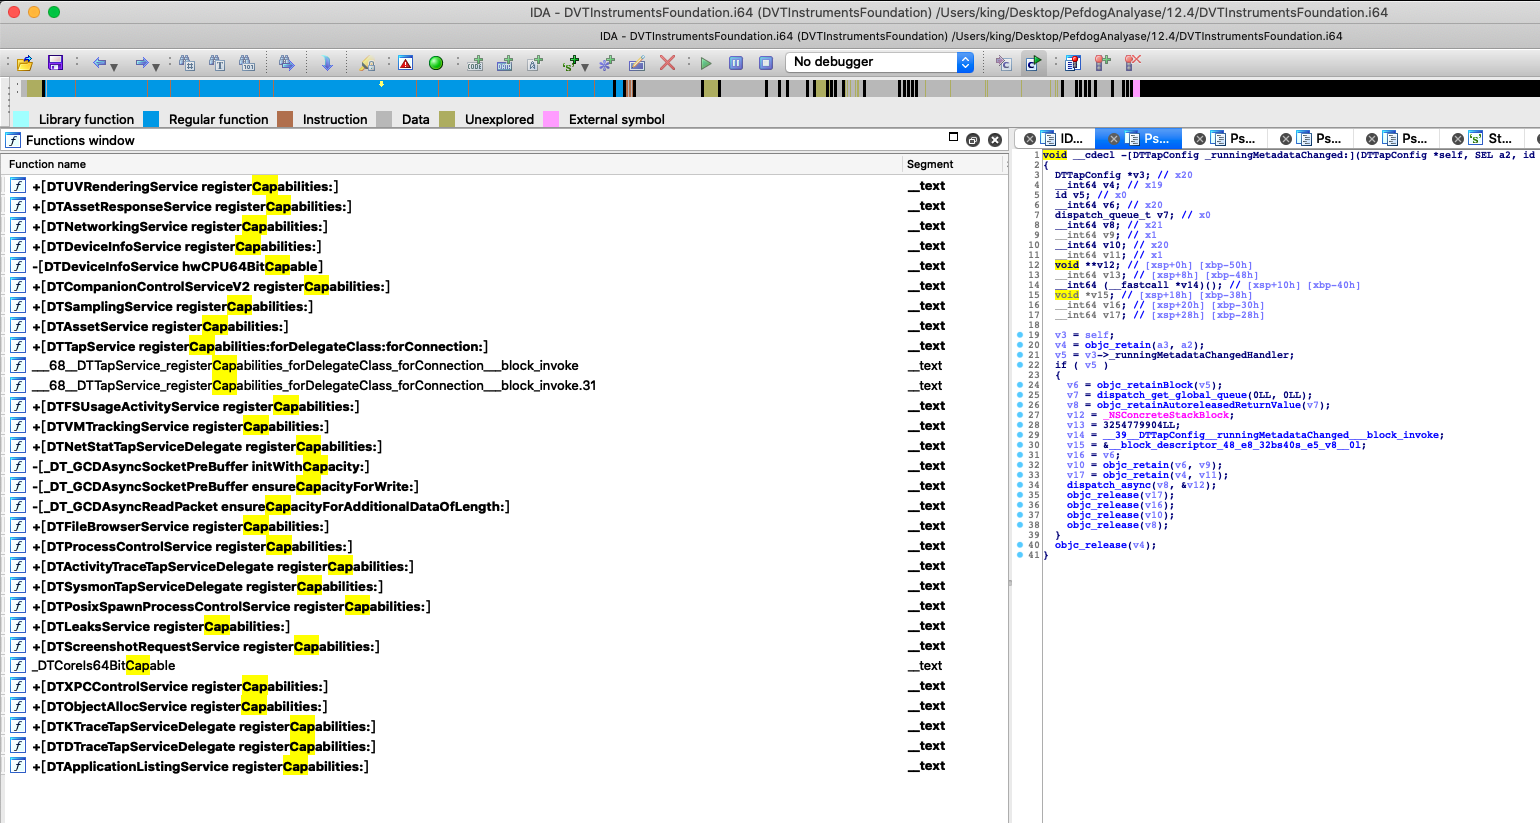 IDA - DVTInstrumentsFoundation.i64 (DVTInstrumentsFoundation) /Users/king/Desktop/PefdogAnalyase/12.4/DVTInstrumentsFoundation.i64
IDA - DVTInstrumentsFoundation.i64 (DVTInstrumentsFoundation) /Users/king/Desktop/PefdogAnalyase/12.4/DVTInstrumentsFoundation.i64
No debugger
Library function Regular function Instruction Data Unexplored External symbol
Functions window
Function name Segment
+[DTUVRenderingService registerCapabilities:] __text
+[DTAssetResponseService registerCapabilities:] __text
+[DTNetworkingService registerCapabilities:] __text
+[DTDeviceInfoService registerCapabilities:] __text
-[DTDeviceInfoService hwCPU64BitCapable] __text
+[DTCompanionControlServiceV2 registerCapabilities:] __text
+[DTSamplingService registerCapabilities:] __text
+[DTAssetService registerCapabilities:] __text
+[DTTapService registerCapabilities:forDelegateClass:forConnection:] __text
___68__DTTapService_registerCapabilities_forDelegateClass_forConnection___block_invoke __text
___68__DTTapService_registerCapabilities_forDelegateClass_forConnection___block_invoke.31 __text
+[DTFSUsageActivityService registerCapabilities:] __text
+[DTVMTrackingService registerCapabilities:] __text
+[DTNetStatTapServiceDelegate registerCapabilities:] __text
-[_DT_GCDAsyncSocketPreBuffer initWithCapacity:] __text
-[_DT_GCDAsyncSocketPreBuffer ensureCapacityForWrite:] __text
-[_DT_GCDAsyncReadPacket ensureCapacityForAdditionalDataOfLength:] __text
+[DTFileBrowserService registerCapabilities:] __text
+[DTProcessControlService registerCapabilities:] __text
+[DTActivityTraceTapServiceDelegate registerCapabilities:] __text
+[DTSysmonTapServiceDelegate registerCapabilities:] __text
+[DTPosixSpawnProcessControlService registerCapabilities:] __text
+[DTLeaksService registerCapabilities:] __text
+[DTScreenshotRequestService registerCapabilities:] __text
_DTCoreIs64BitCapable __text
+[DTXPCControlService registerCapabilities:] __text
+[DTObjectAllocService registerCapabilities:] __text
+[DTKTraceTapServiceDelegate registerCapabilities:] __text
+[DTDTraceTapServiceDelegate registerCapabilities:] __text
+[DTApplicationListingService registerCapabilities:] __text
ID... Ps... Ps... Ps... Ps... St...
1 void __cdecl -[DTTapConfig _runningMetadataChanged:](DTTapConfig *self, SEL a2, id
2 {
3 DTTapConfig *v3; // x20
4 __int64 v4; // x19
5 id v5; // x0
6 __int64 v6; // x20
7 dispatch_queue_t v7; // x0
8 __int64 v8; // x21
9 __int64 v9; // x1
10 __int64 v10; // x20
11 __int64 v11; // x1
12 void **v12; // [xsp+0h] [xbp-50h]
13 __int64 v13; // [xsp+8h] [xbp-48h]
14 __int64 (__fastcall *v14)(); // [xsp+10h] [xbp-40h]
15 void *v15; // [xsp+18h] [xbp-38h]
16 __int64 v16; // [xsp+20h] [xbp-30h]
17 __int64 v17; // [xsp+28h] [xbp-28h]
18
19 v3 = self;
20 v4 = objc_retain(a3, a2);
21 v5 = v3->_runningMetadataChangedHandler;
22 if ( v5 )
23 {
24 v6 = objc_retainBlock(v5);
25 v7 = dispatch_get_global_queue(0LL, 0LL);
26 v8 = objc_retainAutoreleasedReturnValue(v7);
27 v12 = _NSConcreteStackBlock;
28 v13 = 3254779904LL;
29 v14 = __39__DTTapConfig__runningMetadataChanged___block_invoke;
30 v15 = &__block_descriptor_48_e8_32bs40s_e5_v8__01;
31 v16 = v6;
32 v10 = objc_retain(v6, v9);
33 v17 = objc_retain(v4, v11);
34 dispatch_async(v8, &v12);
35 objc_release(v17);
36 objc_release(v16);
37 objc_release(v10);
38 objc_release(v8);
39 }
40 objc_release(v4);
41 }